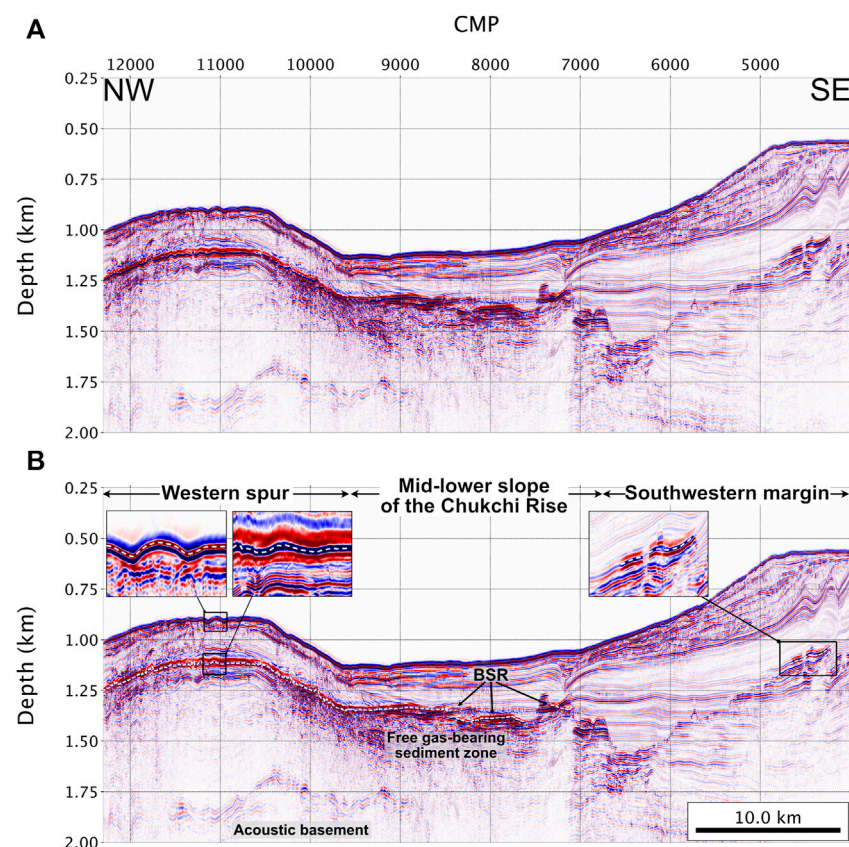 A
CMP
12000 11000 10000 9000 8000 7000 6000 5000
0.25
NW SE
0.50
0.75
1.00
1.25
1.50
1.75
2.00
Depth (km)
B
0.25
Western spur
Mid-lower slope
of the Chukchi Rise
Southwestern margin
0.50
0.75
1.00
1.25
1.50
1.75
2.00
Depth (km)
BSR
Free gas-bearing
sediment zone
Acoustic basement
10.0 km